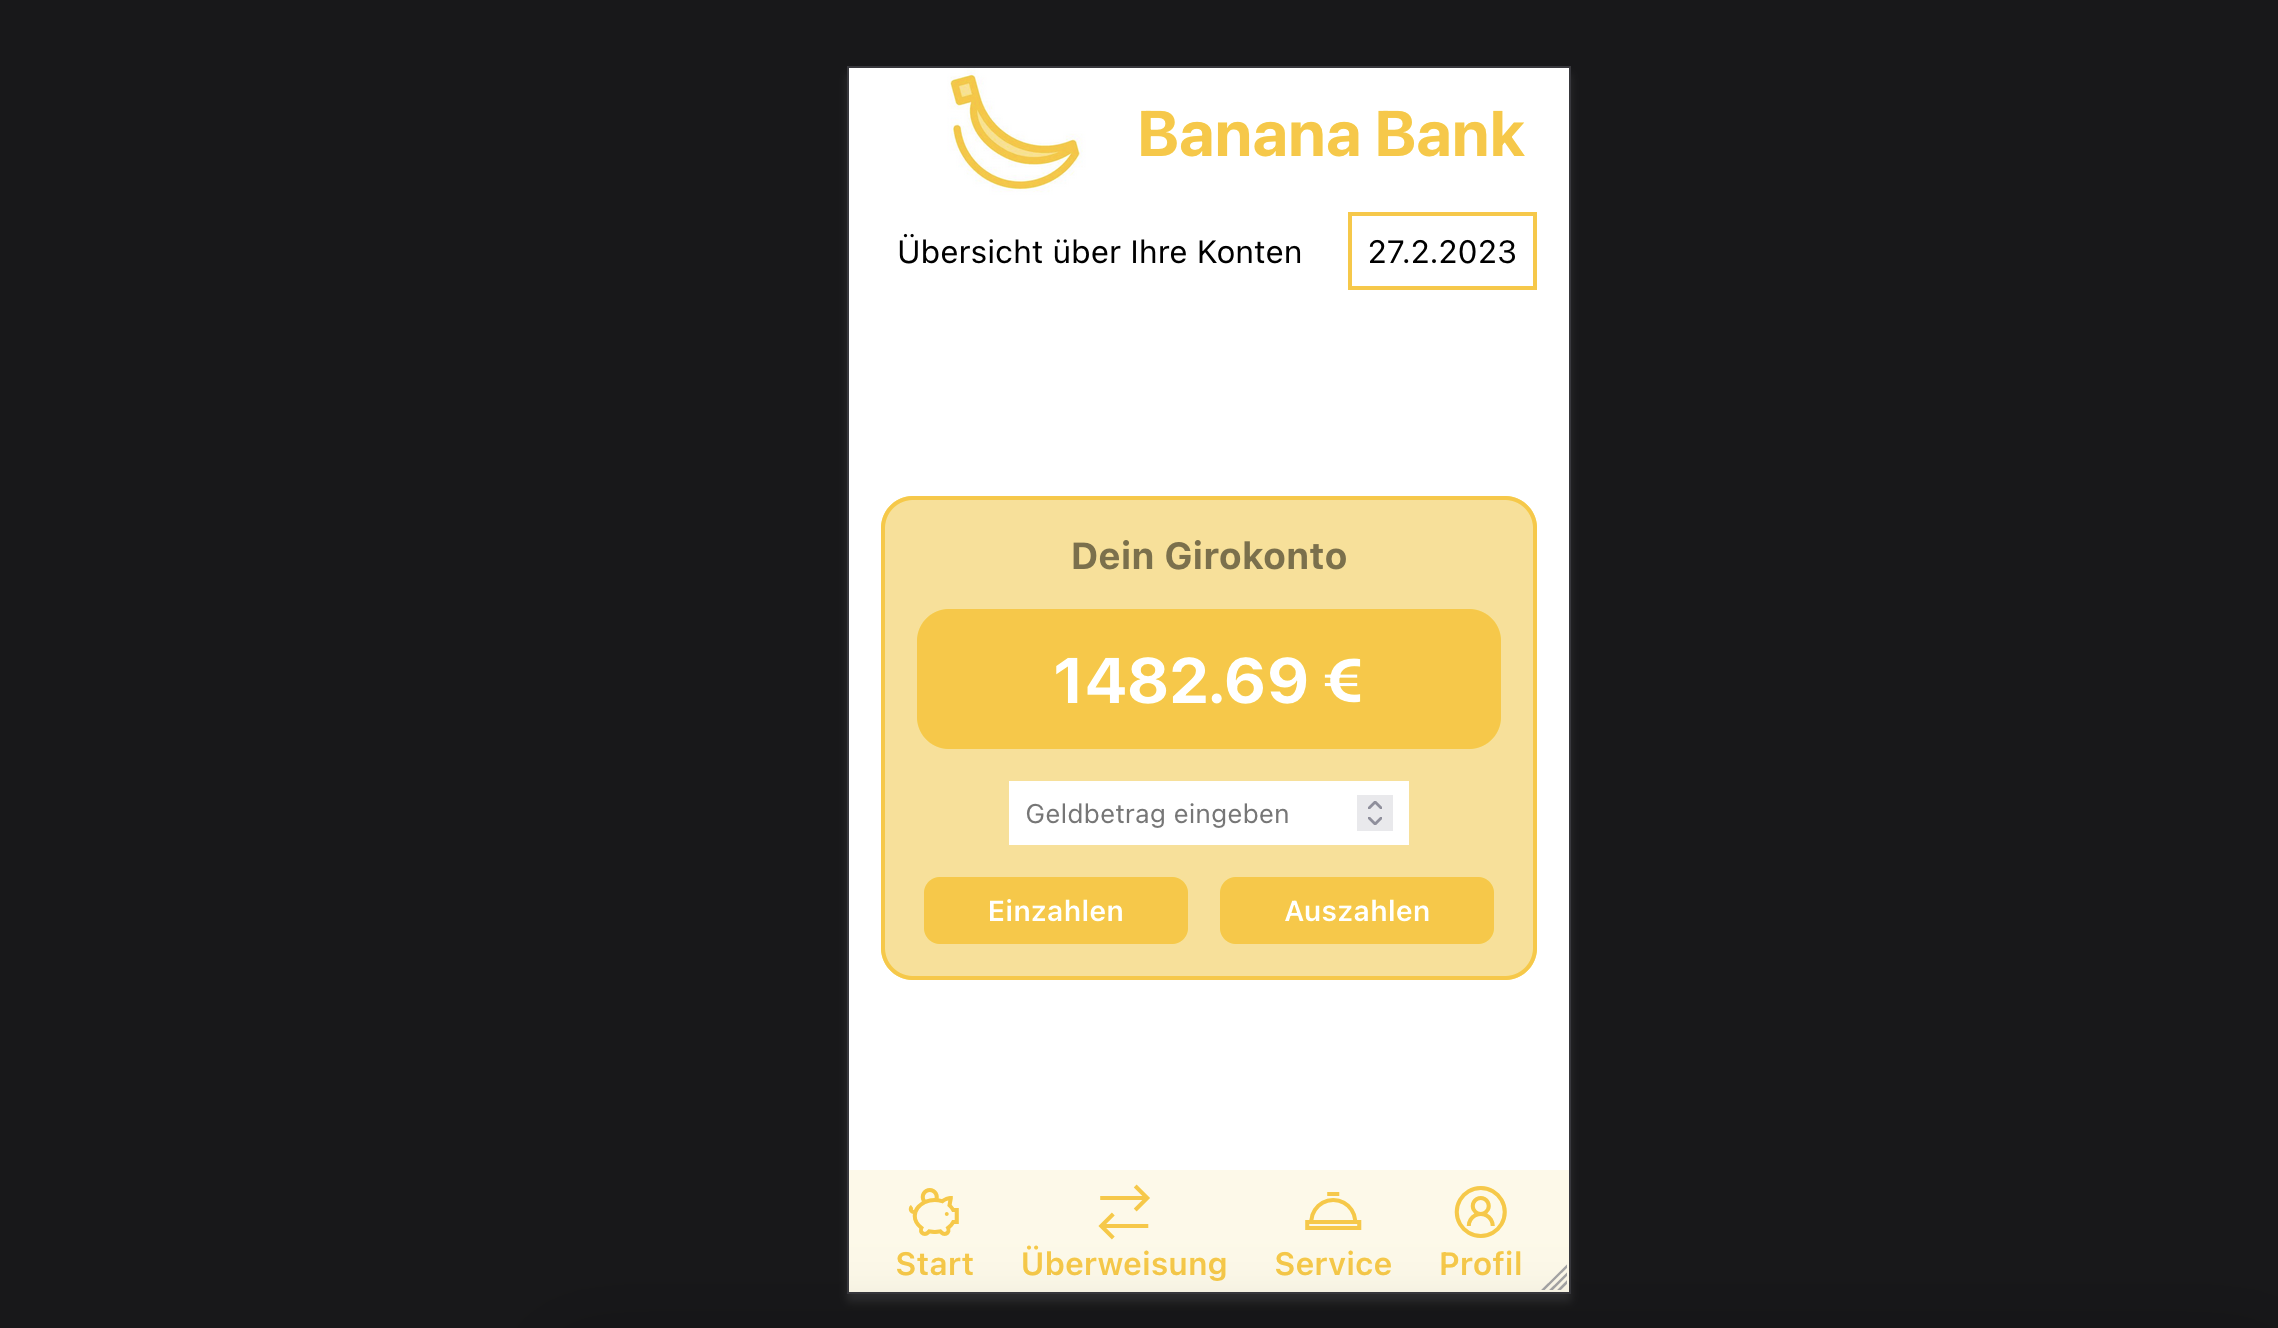 Banana Bank
Übersicht über Ihre Konten 27.2.2023
Dein Girokonto
1482.69 €
Geldbetrag eingeben
Einzahlen Auszahlen
Start Überweisung Service Profil